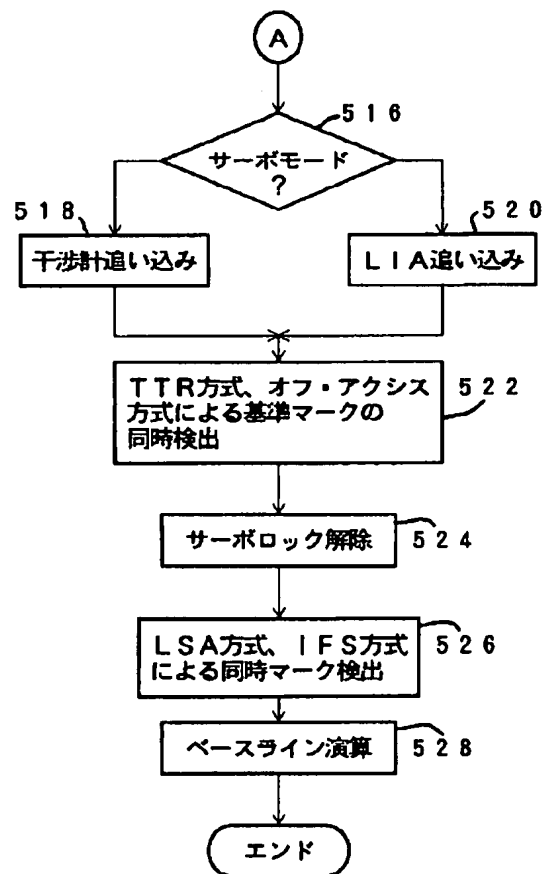 A
516
サーボモード
?
518
520
干渉計追い込み
LIA追い込み
TTR方式、オフ・アクシス
方式による基準マークの
同時検出
522
サーボロック解除
524
LSA方式、IFS方式
による同時マーク検出
526
ベースライン演算
528
エンド